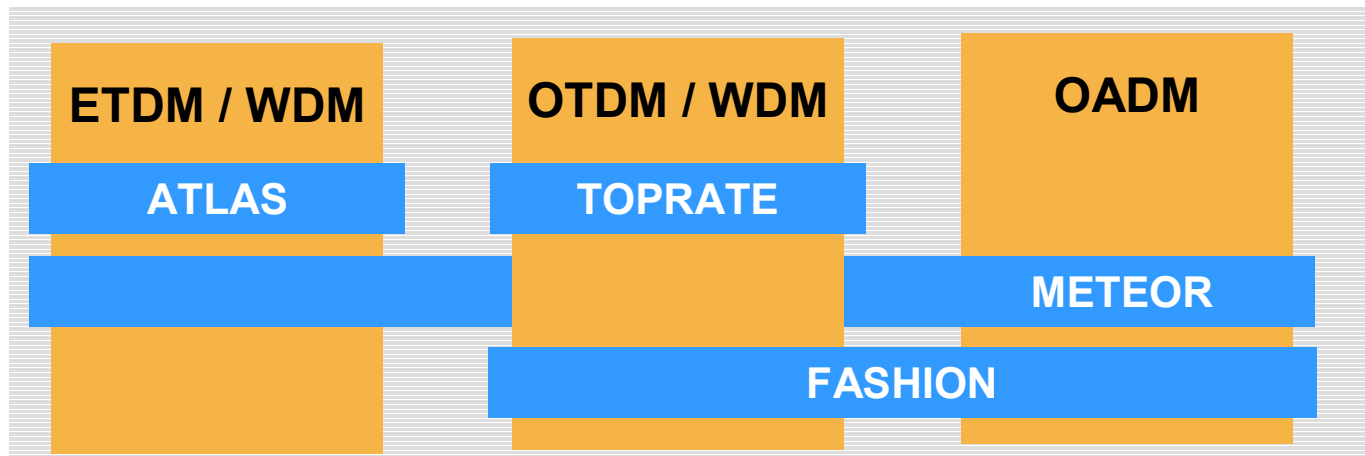 ETDM / WDM
OTDM / WDM
OADM
ATLAS
TOPRATE
METEOR
FASHION